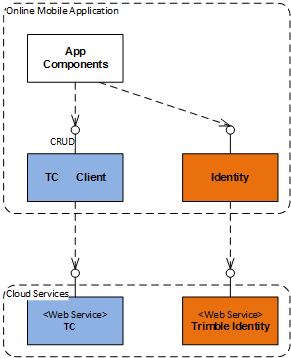 Online Mobile Application
App
Components
CRUD
TC Client
Identity
Cloud Services
<Web Service>
TC
<Web Service>
Trimble Identity